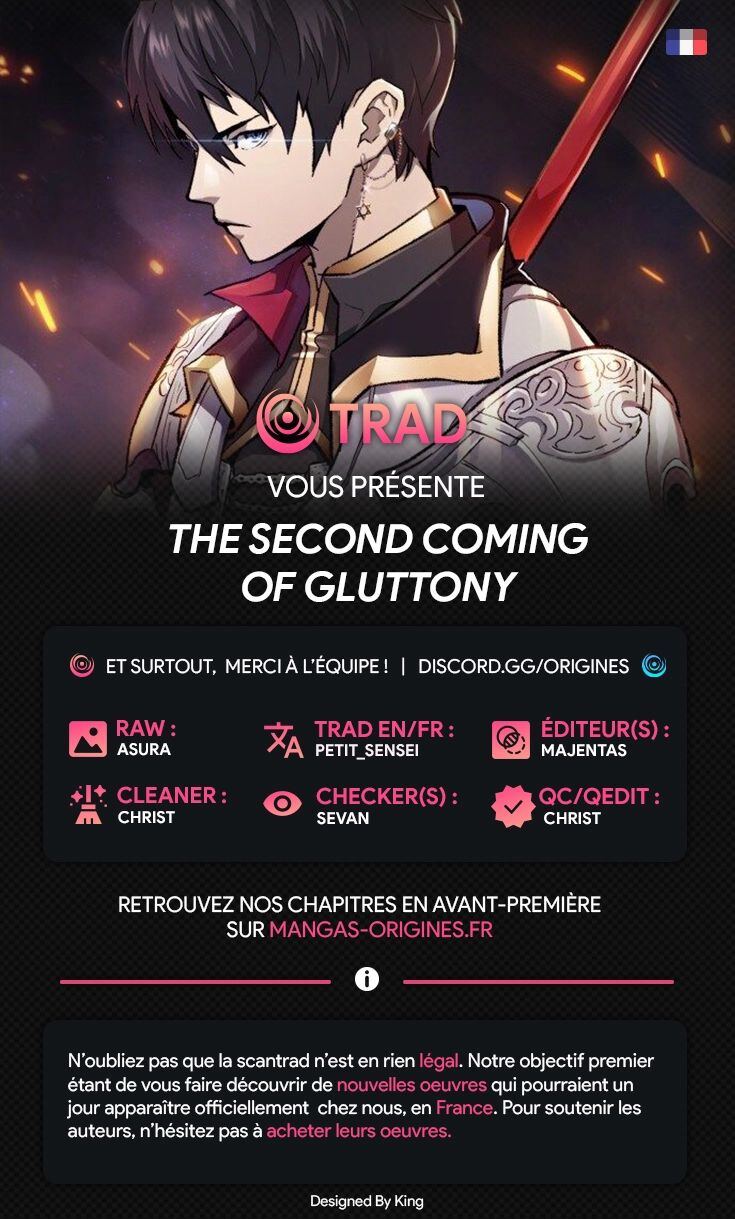 TRAD
VOUS PRÉSENTE
THE SECOND COMING
OF GLUTTONY
ET SURTOUT, MERCI À L'ÉQUIPE ! | DISCORD.GG/ORIGINES
RAW : TRAD EN/FR : ÉDITEUR(S) :
ASURA PETIT_SENSEI MAJENTAS
CLEANER : CHECKER(S) : QC/QEDIT :
CHRIST SEVAN CHRIST
RETROUVEZ NOS CHAPITRES EN AVANT-PREMIÈRE
SUR MANGAS-ORIGINES.FR
N'oubliez pas que la scantrad n'est en rien légal. Notre objectif premier
étant de vous faire découvrir de nouvelles oeuvres qui pourraient un
jour apparaître officiellement chez nous, en France. Pour soutenir les
auteurs, n'hésitez pas à acheter leurs oeuvres.
Designed By King